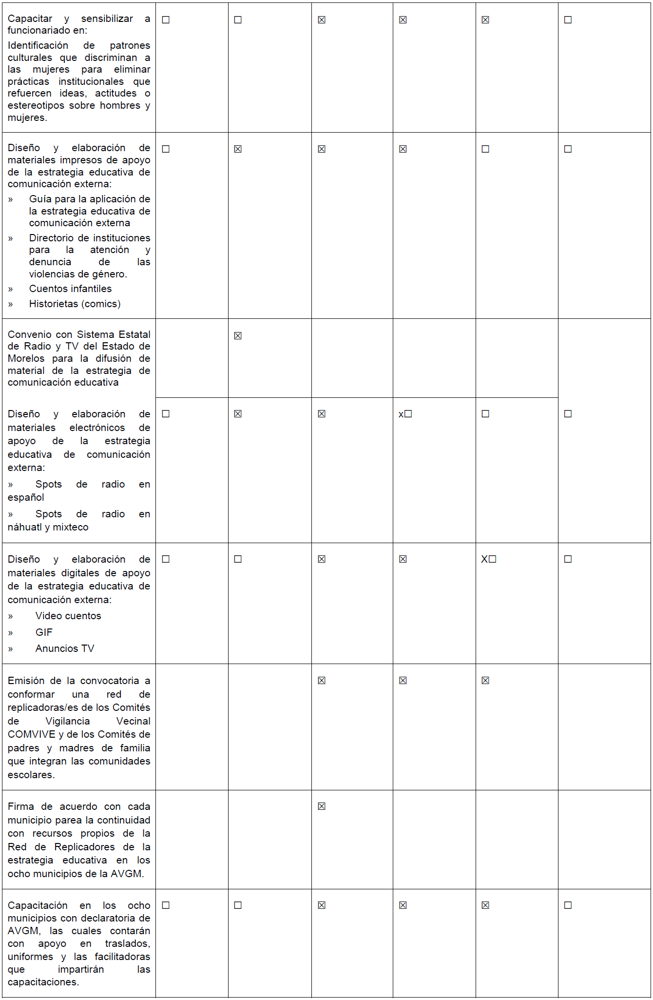 Capacitar y sensibilizar a ☐ ☐ ☒ ☒ ☒ ☐
funcionariado en:
Identificación de patrones
culturales que discriminan a
las mujeres para eliminar
prácticas institucionales que
refuercen ideas, actitudes o
estereotipos sobre hombres y
mujeres.
Diseño y elaboración de ☐ ☒ ☒ ☒ ☐ ☐
materiales impresos de apoyo
de la estrategia educativa de
comunicación externa:
» Guía para la aplicación de
la estrategia educativa de
comunicación externa
» Directorio de instituciones
para la atención y
denuncia de las
violencias de género.
» Cuentos infantiles
» Historietas (comics)
Convenio con Sistema Estatal ☒
de Radio y TV del Estado de
Morelos para la difusión de
material de la estrategia de
comunicación educativa
Diseño y elaboración de ☐ ☒ ☒ x☐ ☐ ☐
materiales electrónicos de
apoyo de la estrategia
educativa de comunicación
externa:
» Spots de radio en
español
» Spots de radio en
náhuatl y mixteco
Diseño y elaboración de ☐ ☐ ☒ ☒ X☐ ☐
materiales digitales de apoyo
de la estrategia educativa de
comunicación externa:
» Video cuentos
» GIF
» Anuncios TV
Emisión de la convocatoria a ☒ ☒ ☒
conformar una red de
replicadoras/es de los Comités
de Vigilancia Vecinal
COMVIVE y de los Comités de
padres y madres de familia
que integran las comunidades
escolares.
Firma de acuerdo con cada ☒
municipio parea la continuidad
con recursos propios de la
Red de Replicadores de la
estrategia educativa en los
ocho municipios de la AVGM.
Capacitación en los ocho ☐ ☐ ☒ ☒ ☒ ☐
municipios con declaratoria de
AVGM, las cuales contarán
con apoyo en traslados,
uniformes y las facilitadoras
que impartirán las
capacitaciones.